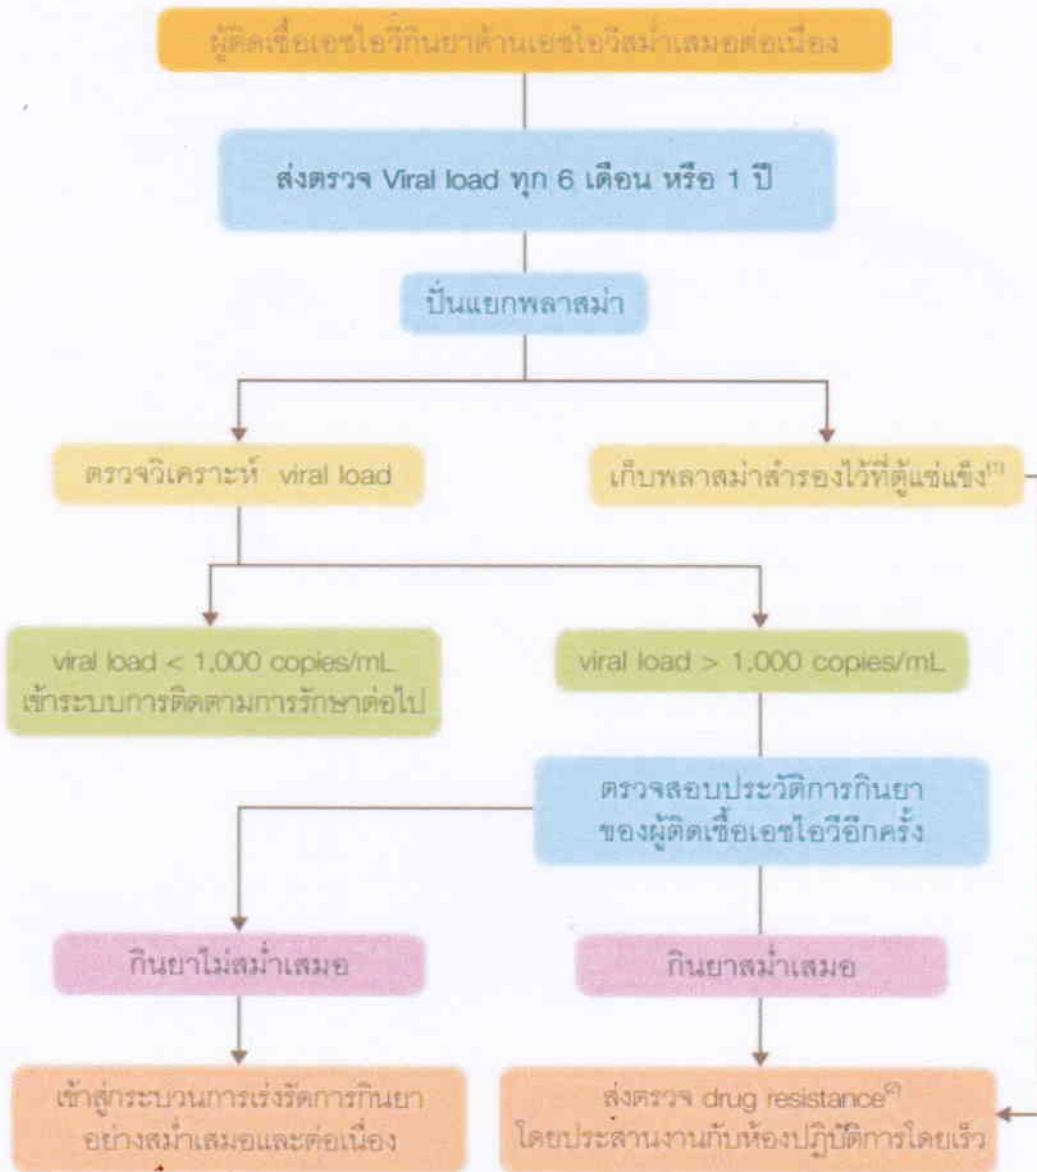 ผู้ติดเชื้อเอชไอวีกินยาต้านเอชไอวีสม่ำเสมอต่อเนื่อง
ส่งตรวจ Viral load ทุก 6 เดือน หรือ 1 ปี
ปั่นแยกพลาสม่า
ตรวจวิเคราะห์ viral load
เก็บพลาสม่าสำรองไว้ที่ตู้แช่แข็ง(1)
viral load < 1,000 copies/mL
เข้าระบบการติดตามการรักษาต่อไป
viral load > 1,000 copies/mL
ตรวจสอบประวัติการกินยา
ของผู้ติดเชื้อเอชไอวีอีกครั้ง
กินยาไม่สม่ำเสมอ
กินยาสม่ำเสมอ
เข้าสู่กระบวนการเร่งรัดการกินยา
อย่างสม่ำเสมอและต่อเนื่อง
ส่งตรวจ drug resistance(2)
โดยประสานงานกับห้องปฏิบัติการโดยเร็ว